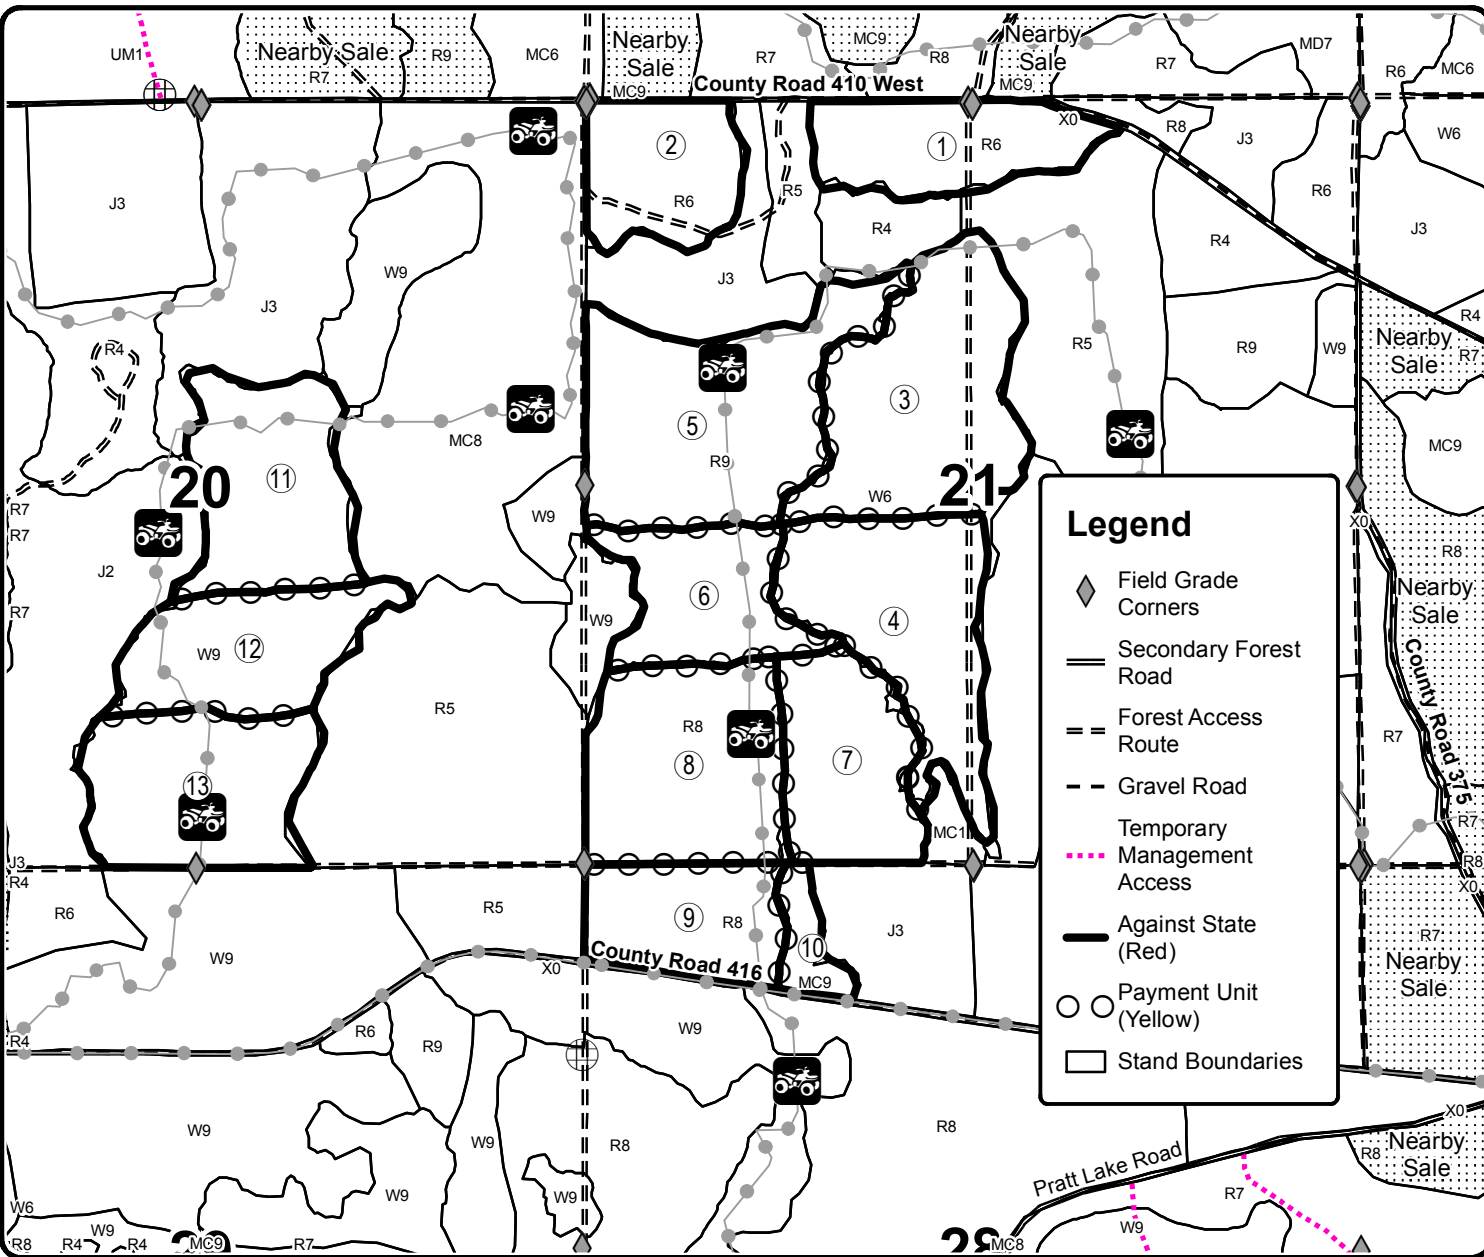 UM1
Nearby Sale
R7
R9
MC6
Nearby
Sale
MC9
R7
MC9
R8
Nearby
Sale
MC9
R7
MD7
R6
MC6
County Road 410 West
X0
J3
2
R6
R5
1
R6
R8
J3
W6
R6
R4
R4
J3
W9
J3
J3
R4
R4
Nearby
Sale
R7
R5
R9
W9
3
5
R9
MC8
MC9
11
20
W6
21
R7
R7
W9
X0
J2
R8
R7
6
W9
4
Nearby
Sale
12
W9
R5
R8
8
7
R7
County Road 375
13
MC1
R7
J3
R4
R8
X0
R6
R5
9
R8
10
J3
W9
X0
County Road 416
MC9
R7
Nearby
Sale
R4
R6
R9
W9
W9
W9
R8
R8
X0
Nearby
Sale
R8
Pratt Lake Road
R7
W9
W9
W9
W6
W9
R8
R4
R4
MC9
R7
28
MC8
Legend
Field Grade
Corners
Secondary Forest
Road
Forest Access
Route
Gravel Road
Temporary
Management
Access
Against State
(Red)
Payment Unit
(Yellow)
Stand Boundaries